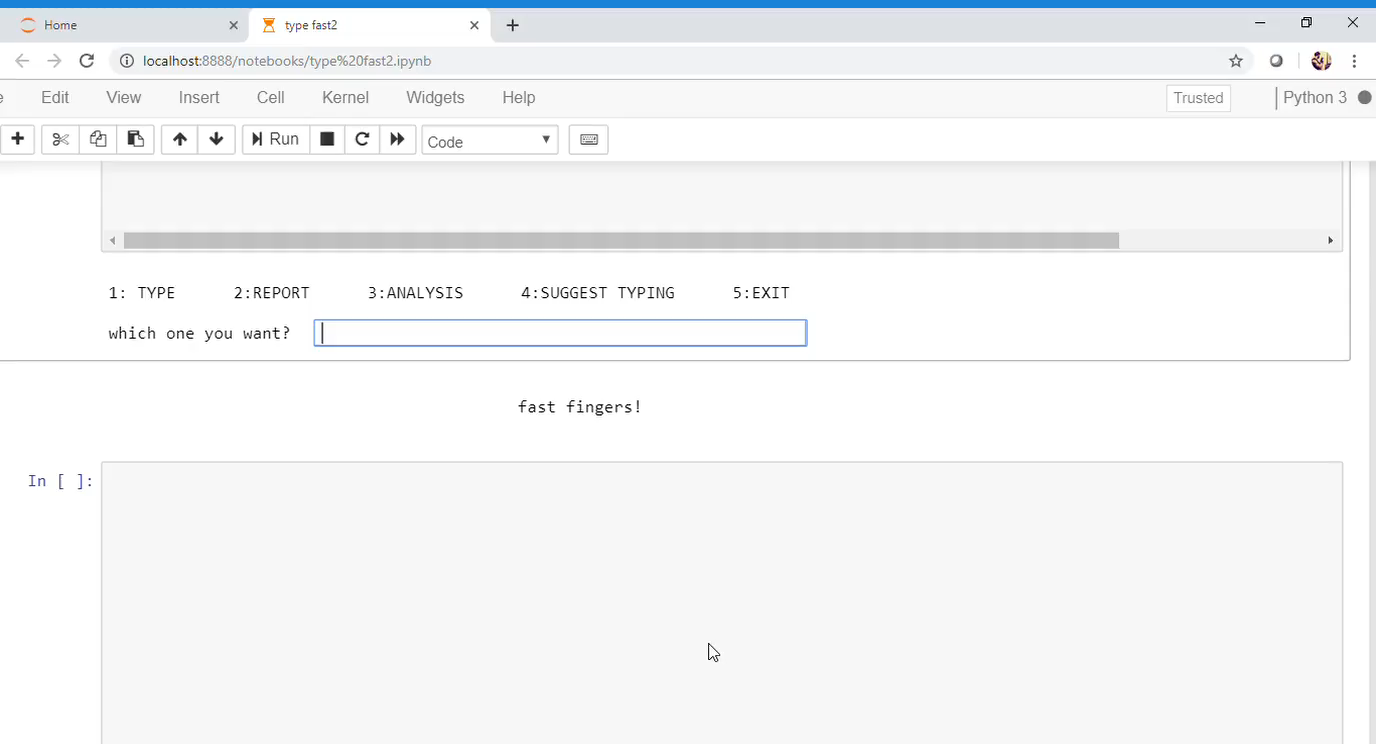 Home
type fast2
localhost:8888/notebooks/type%20fast2.ipynb
Edit View Insert Cell Kernel Widgets Help Trusted Python 3
Run Code
1: TYPE 2:REPORT 3:ANALYSIS 4:SUGGEST TYPING 5:EXIT
which one you want?
fast fingers!
In [ ]: